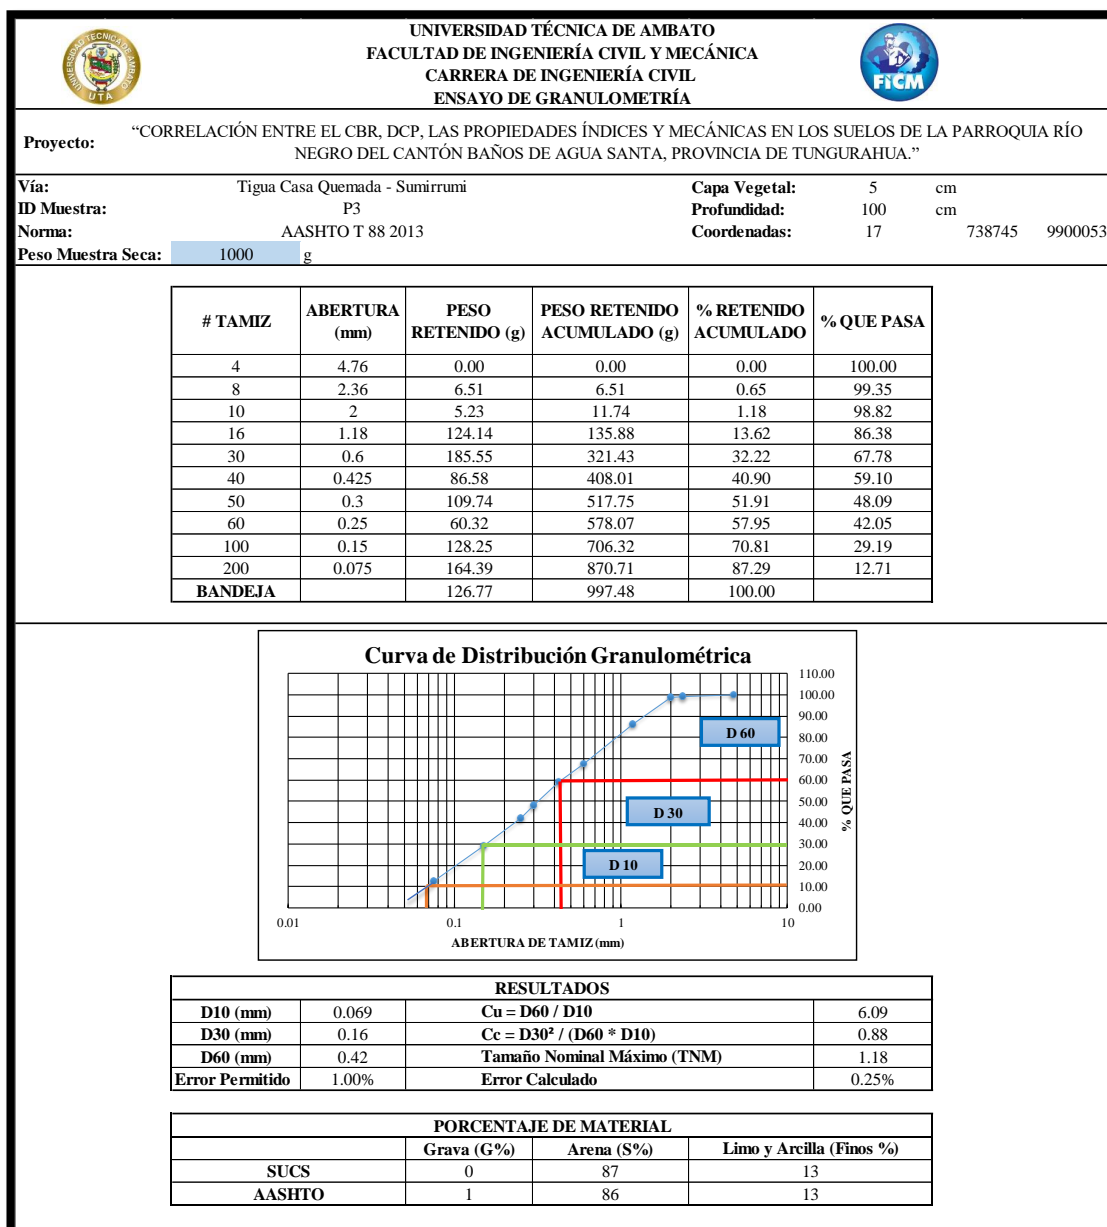 UNIVERSIDAD TÉCNICA DE AMBATO
FACULTAD DE INGENIERÍA CIVIL Y MECÁNICA
CARRERA DE INGENIERÍA CIVIL
ENSAYO DE GRANULOMETRÍA
UNIVERSIDAD TECNICA DE AMBATO
UTA
FICM
Proyecto: "CORRELACIÓN ENTRE EL CBR, DCP, LAS PROPIEDADES ÍNDICES Y MECÁNICAS EN LOS SUELOS DE LA PARROQUIA RÍO
NEGRO DEL CANTÓN BAÑOS DE AGUA SANTA, PROVINCIA DE TUNGURAHUA."
Vía: Tigua Casa Quemada - Sumirrumi Capa Vegetal: 5 cm
ID Muestra: P3 Profundidad: 100 cm
Norma: AASHTO T 88 2013 Coordenadas: 17 738745 9900053
Peso Muestra Seca: 1000 g
# TAMIZ ABERTURA (mm) PESO RETENIDO (g) PESO RETENIDO ACUMULADO (g) % RETENIDO ACUMULADO % QUE PASA
4 4.76 0.00 0.00 0.00 100.00
8 2.36 6.51 6.51 0.65 99.35
10 2 5.23 11.74 1.18 98.82
16 1.18 124.14 135.88 13.62 86.38
30 0.6 185.55 321.43 32.22 67.78
40 0.425 86.58 408.01 40.90 59.10
50 0.3 109.74 517.75 51.91 48.09
60 0.25 60.32 578.07 57.95 42.05
100 0.15 128.25 706.32 70.81 29.19
200 0.075 164.39 870.71 87.29 12.71
BANDEJA 126.77 997.48 100.00
Curva de Distribución Granulométrica
110.00
100.00
90.00
80.00
70.00
60.00
50.00
40.00
30.00
20.00
10.00
0.00
% QUE PASA
D 60
D 30
D 10
0.01 0.1 1 10
ABERTURA DE TAMIZ (mm)
RESULTADOS
D10 (mm) 0.069 Cu = D60 / D10 6.09
D30 (mm) 0.16 Cc = D30² / (D60 * D10) 0.88
D60 (mm) 0.42 Tamaño Nominal Máximo (TNM) 1.18
Error Permitido 1.00% Error Calculado 0.25%
PORCENTAJE DE MATERIAL
Grava (G%) Arena (S%) Limo y Arcilla (Finos %)
SUCS 0 87 13
AASHTO 1 86 13